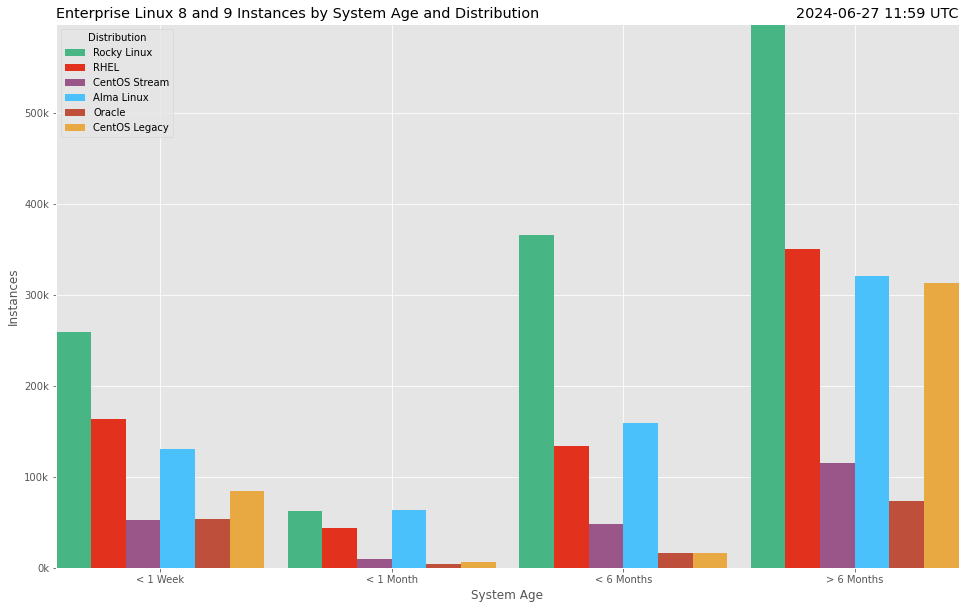 Enterprise Linux 8 and 9 Instances by System Age and Distribution
2024-06-27 11:59 UTC
Distribution
Rocky Linux
RHEL
CentOS Stream
Alma Linux
Oracle
CentOS Legacy
500k
400k
300k
200k
100k
0k
Instances
< 1 Week
< 1 Month
< 6 Months
> 6 Months
System Age